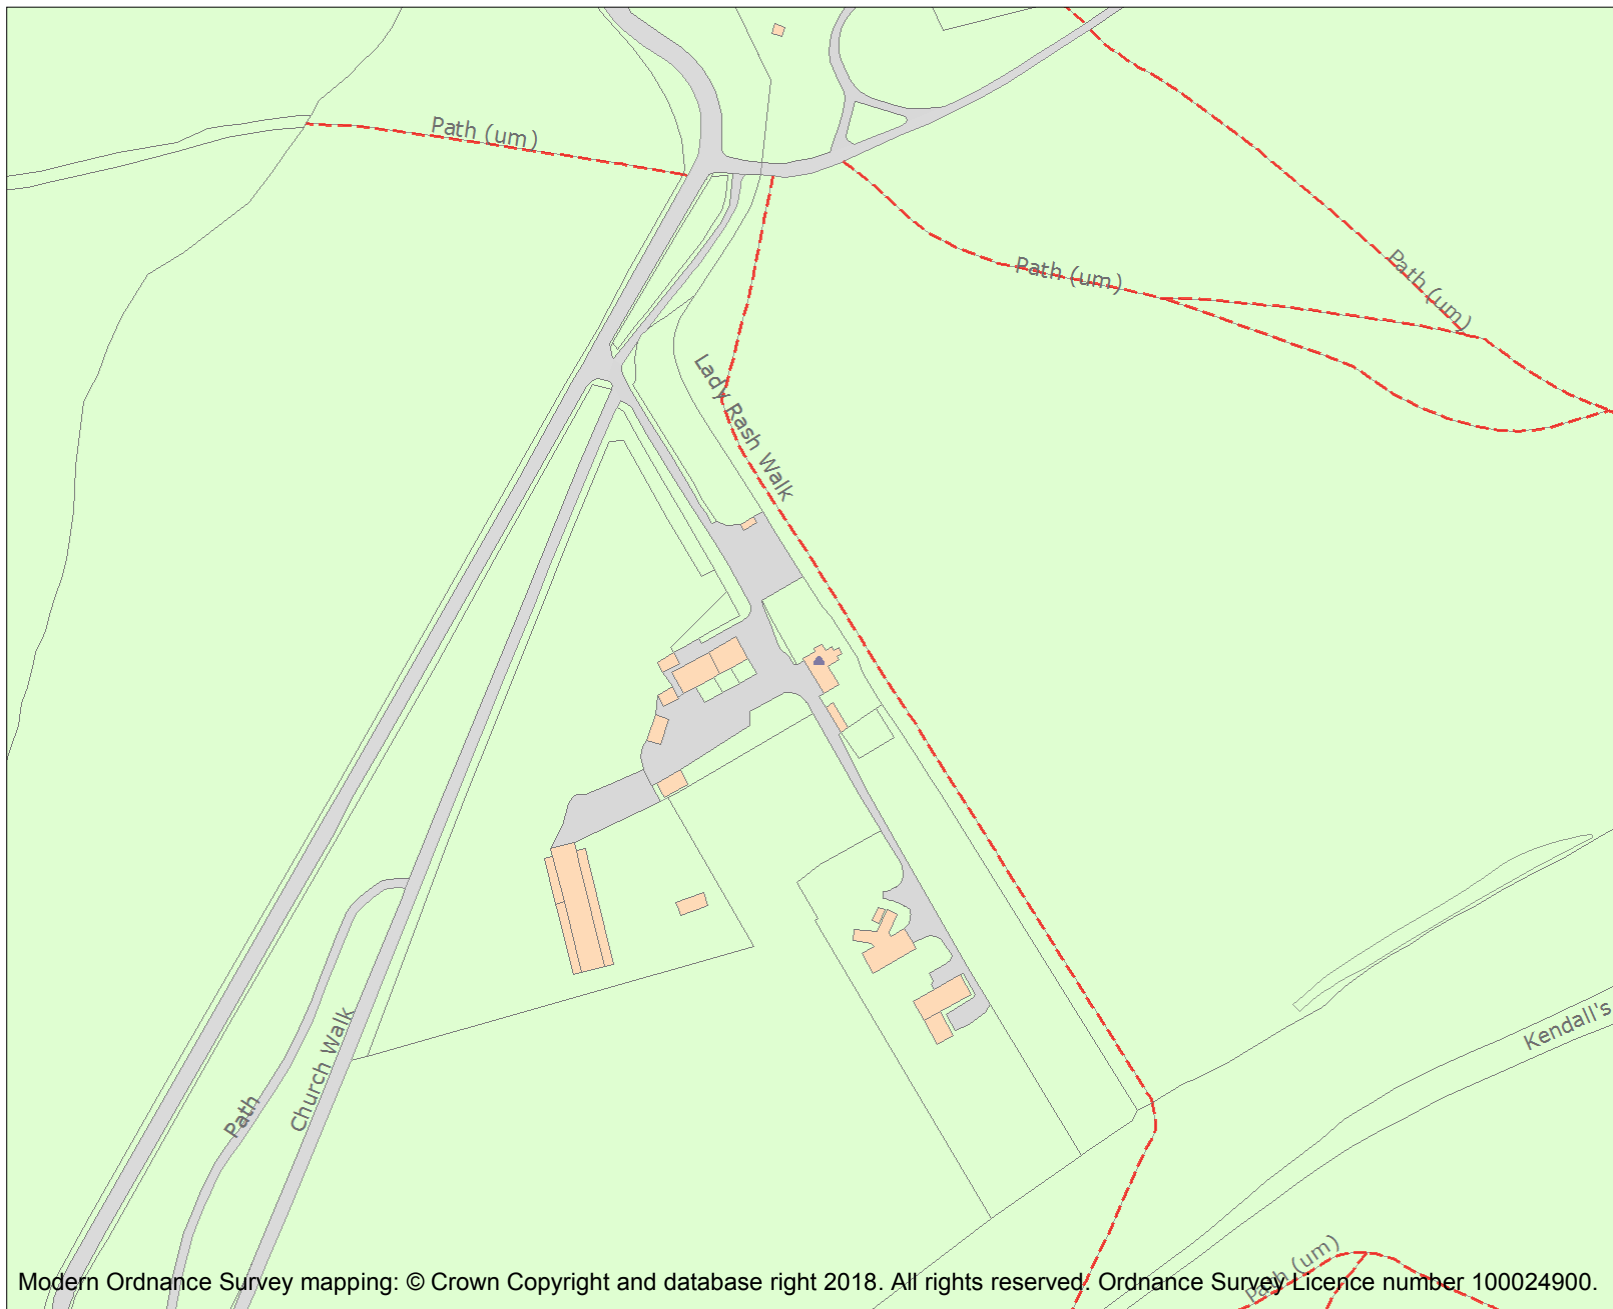 Path (um)
Path (um)
Path (um)
Lady Rash Walk
Kendall's
Church Walk
Path
Path (um)
Modern Ordnance Survey mapping: © Crown Copyright and database right 2018. All rights reserved. Ordnance Survey Licence number 100024900.